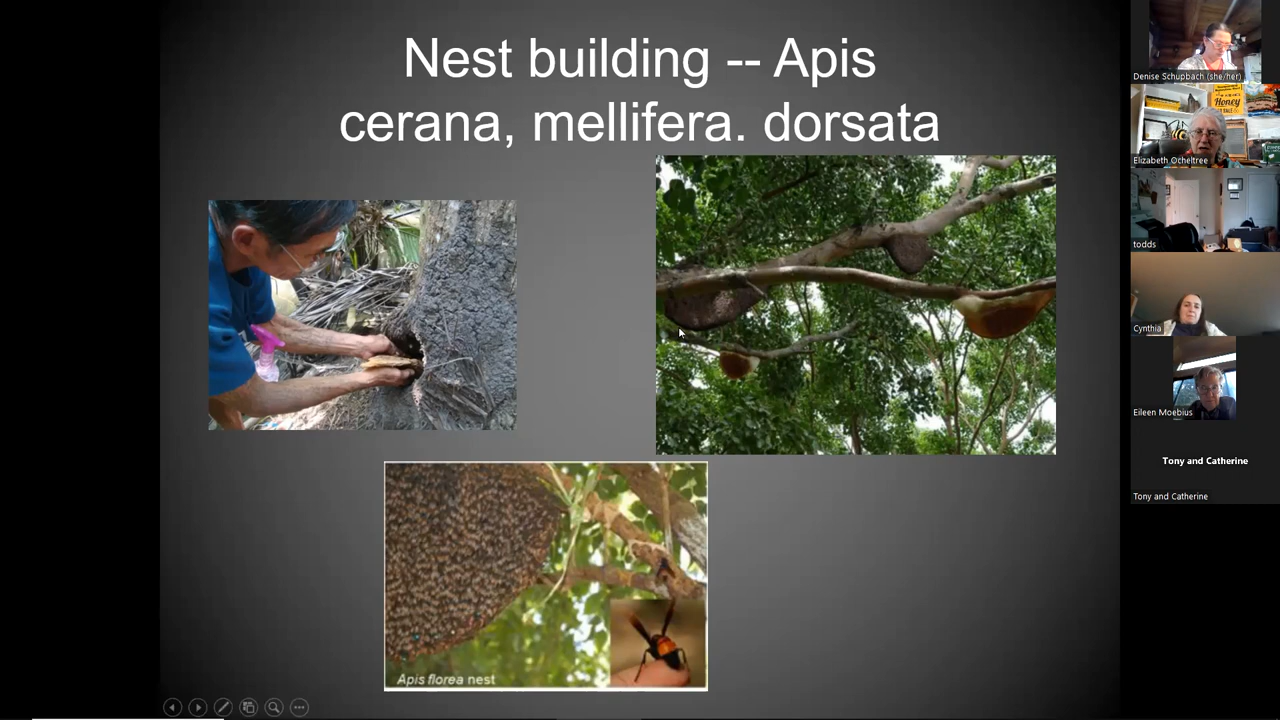 Nest building -- Apis
cerana, mellifera. dorsata
Apis florea nest
Denise Schupbach (she/her)
Honey
Elizabeth Ocheltree
todds
Cynthia
Eileen Moebius
Tony and Catherine
Tony and Catherine